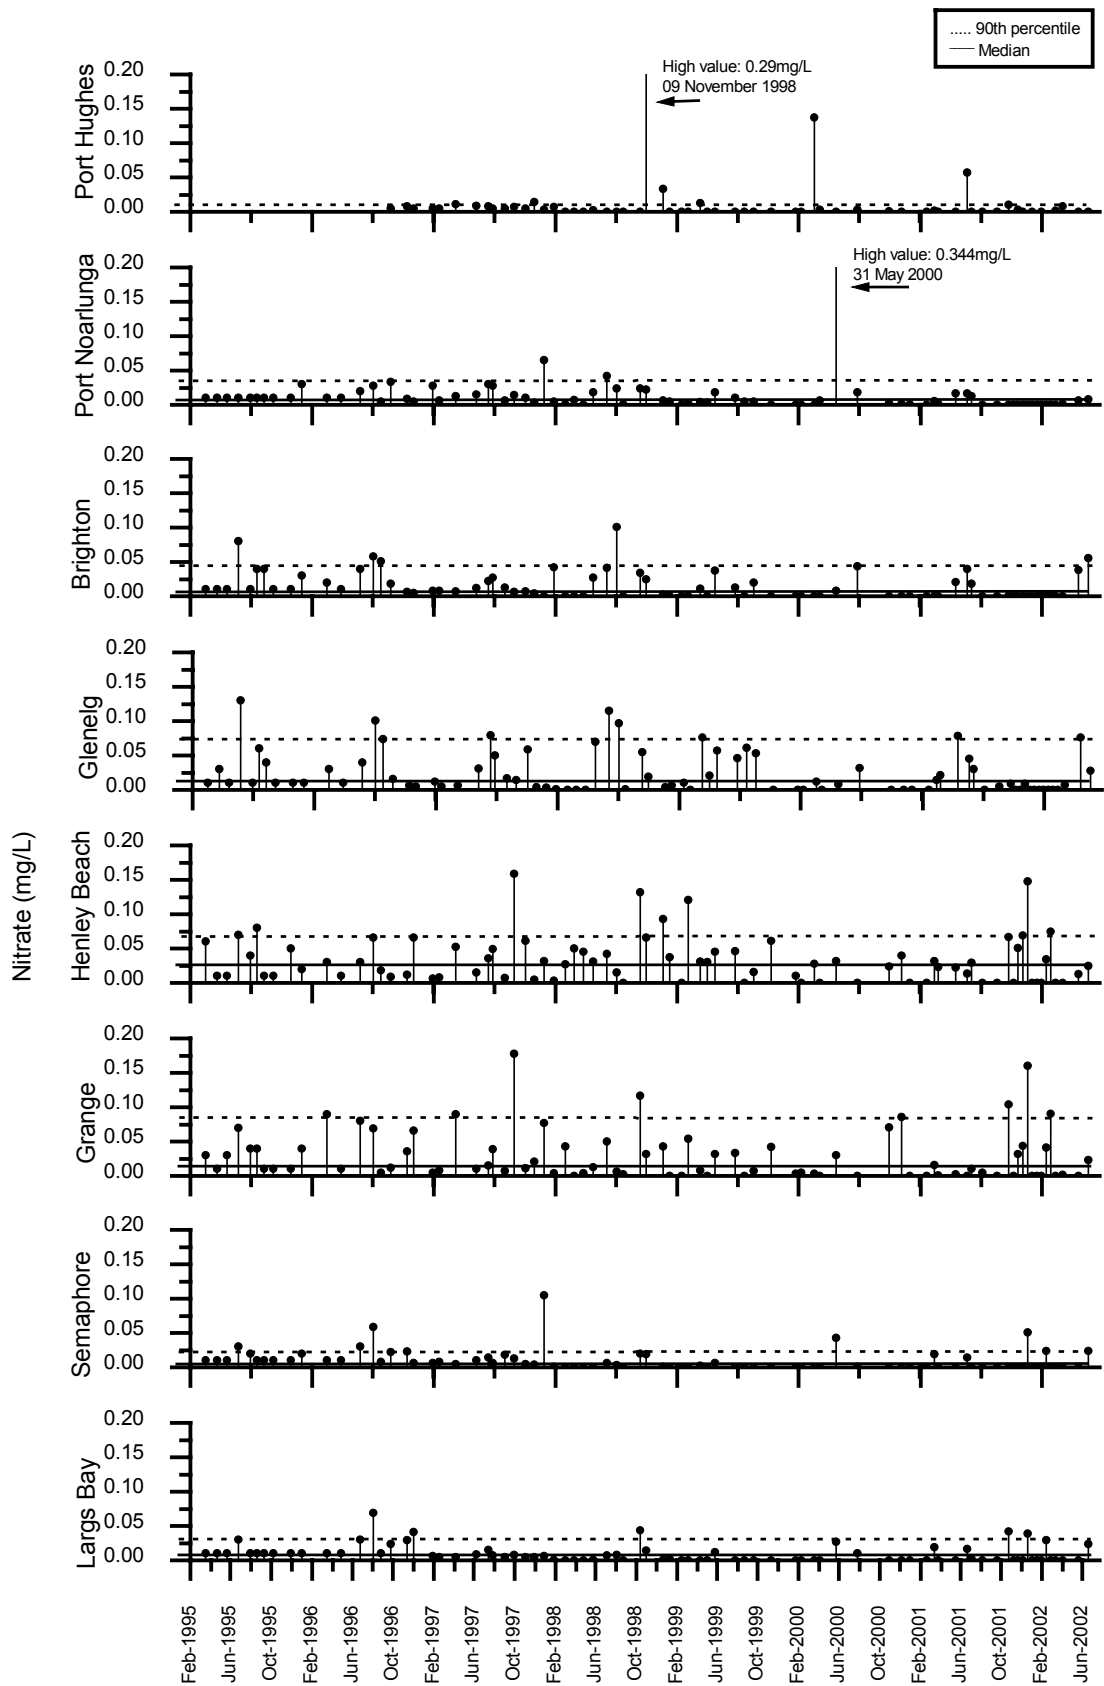 ..... 90th percentile
Median
High value: 0.29mg/L
09 November 1998
Port Hughes
0.20
0.15
0.10
0.05
0.00
High value: 0.344mg/L
31 May 2000
Port Noarlunga
0.20
0.15
0.10
0.05
0.00
Brighton
0.20
0.15
0.10
0.05
0.00
Glenelg
0.20
0.15
0.10
0.05
0.00
Nitrate (mg/L)
Henley Beach
0.20
0.15
0.10
0.05
0.00
Grange
0.20
0.15
0.10
0.05
0.00
Semaphore
0.20
0.15
0.10
0.05
0.00
Largs Bay
0.20
0.15
0.10
0.05
0.00
Feb-1995
Jun-1995
Oct-1995
Feb-1996
Jun-1996
Oct-1996
Feb-1997
Jun-1997
Oct-1997
Feb-1998
Jun-1998
Oct-1998
Feb-1999
Jun-1999
Oct-1999
Feb-2000
Jun-2000
Oct-2000
Feb-2001
Jun-2001
Oct-2001
Feb-2002
Jun-2002